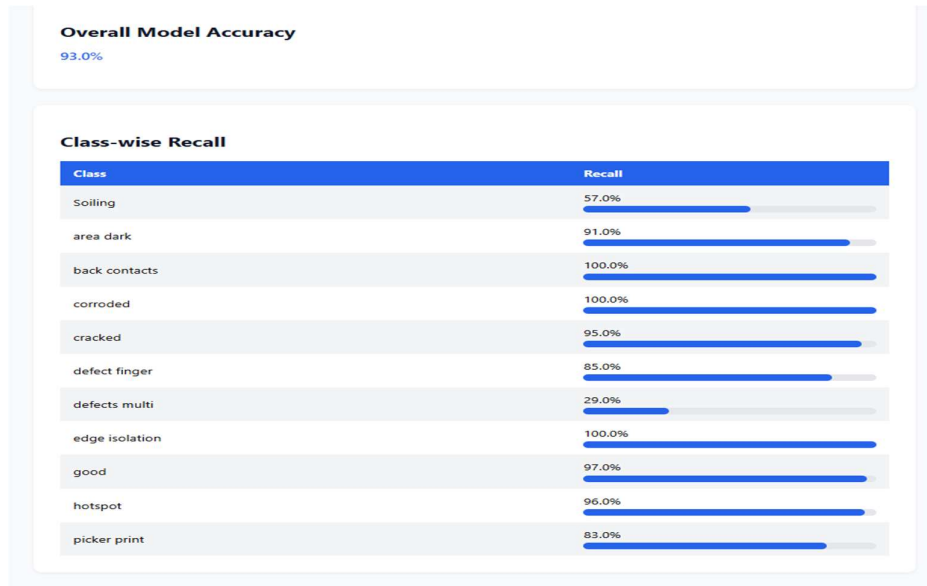 Overall Model Accuracy
93.0%
Class-wise Recall
Class Recall
Soiling 57.0%
area dark 91.0%
back contacts 100.0%
corroded 100.0%
cracked 95.0%
defect finger 85.0%
defects multi 29.0%
edge isolation 100.0%
good 97.0%
hotspot 96.0%
picker print 83.0%